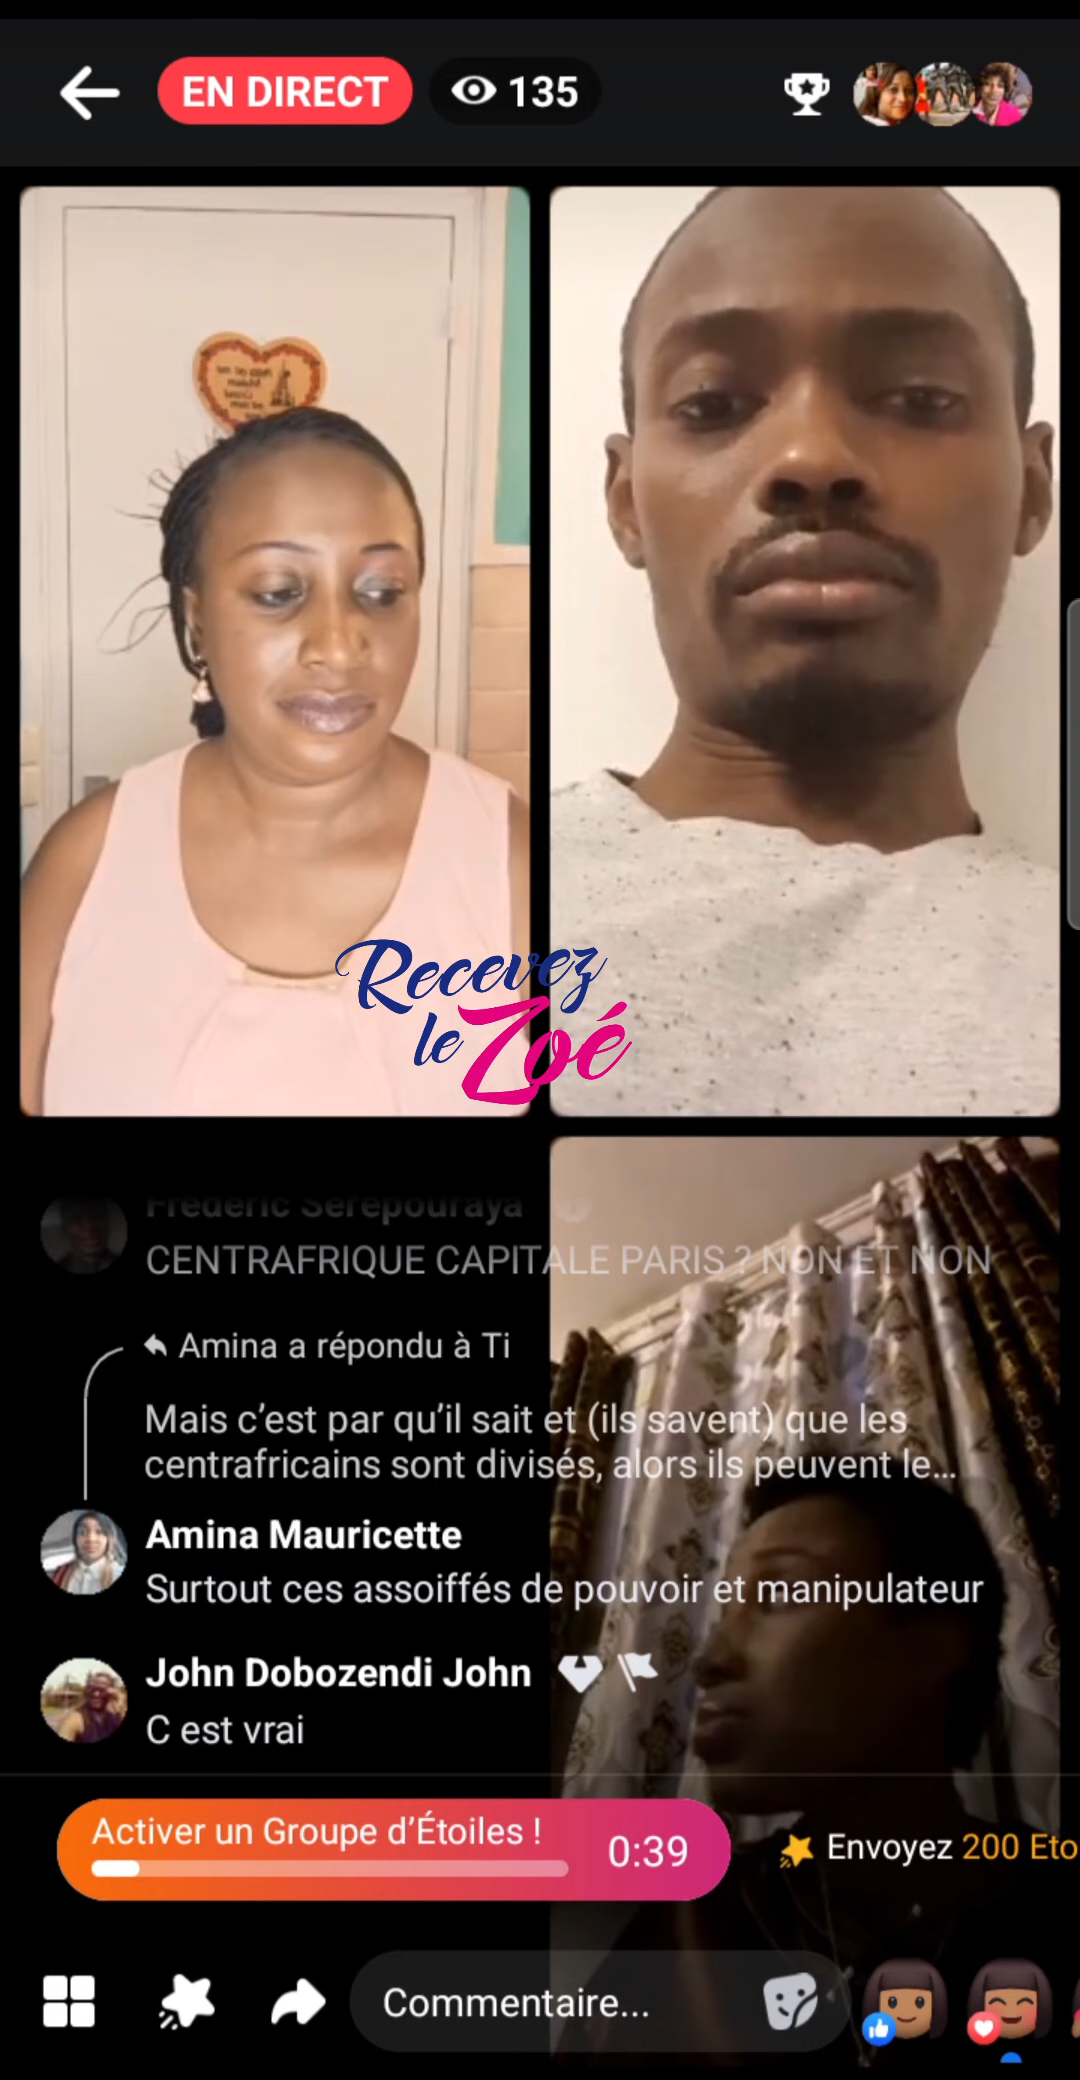 EN DIRECT
135
Recevez
le Zoé
Frederic Serepouraya
CENTRAFRIQUE CAPITALE PARIS ? NON ET NON
Amina a répondu à Ti
Mais c’est par qu’il sait et (ils savent) que les
centrafricains sont divisés, alors ils peuvent le...
Amina Mauricette
Surtout ces assoiffés de pouvoir et manipulateur
John Dobozendi John
C est vrai
Activer un Groupe d’Étoiles !
0:39
Envoyez 200 Eto
Commentaire...